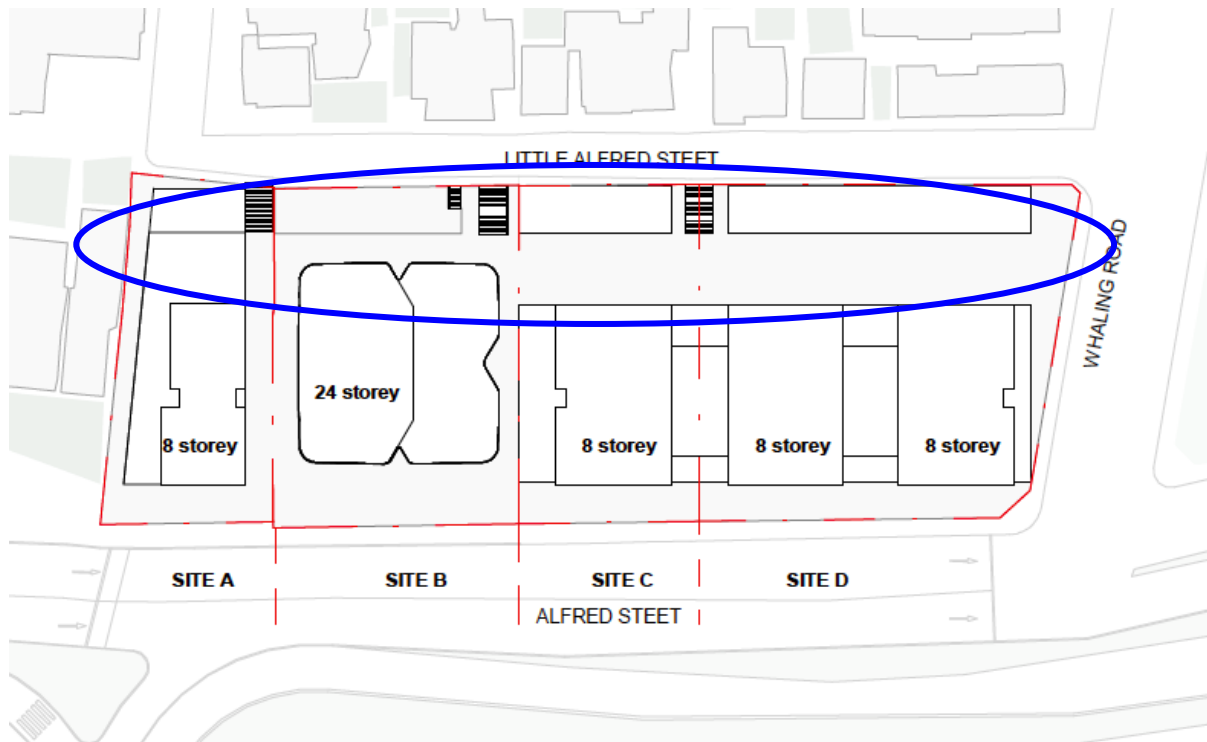 LITTLE ALFRED STEET
WHALING ROAD
24 storey
8 storey
8 storey
8 storey
8 storey
SITE A
SITE B
SITE C
SITE D
ALFRED STEET